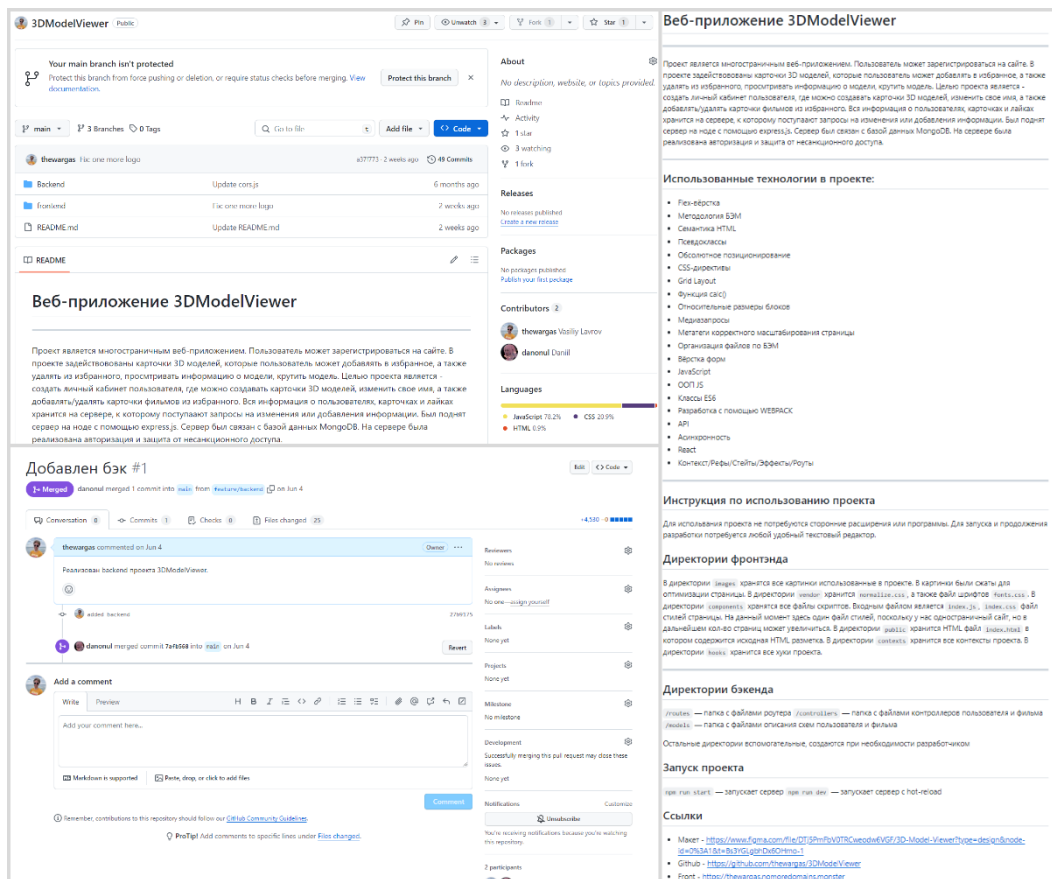 3DModelViewer Public
Pin
Unwatch 3
Fork 1
Star 1
Your main branch isn't protected
Protect this branch from force pushing or deletion, or require status checks before merging. View
documentation.
Protect this branch
main
3 Branches
0 Tags
Go to file
t
Add file
Code
thewargas Fix one more logo
a37f773 · 2 weeks ago
49 Commits
Backend
Update cors.js
6 months ago
frontend
Fix one more logo
2 weeks ago
README.md
Update README.md
2 weeks ago
README
Веб-приложение 3DModelViewer
Проект является многостраничным веб-приложением. Пользователь может зарегистрироваться на сайте. В
проекте задействованы карточки 3D моделей, которые пользователь может добавлять в избранное, а также
удалять из избранного, просмтривать информацию о модели, крутить модель. Целью проекта является -
создать личный кабинет пользователя, где можно создавать карточки 3D моделей, изменить свое имя, а также
добавлять/удалять карточки фильмов из избранного. Вся информация о пользователях, карточках и лайках
хранится на сервере, к которому поступают запросы на изменения или добавления информации. Был поднят
сервер на ноде с помощью express.js. Сервер был связан с базой данных MongoDB. На сервере была
реализована авторизация и защита от несанкционного доступа.
About
No description, website, or topics provided.
Readme
Activity
1 star
3 watching
1 fork
Releases
No releases published
Create a new release
Packages
No packages published
Publish your first package
Contributors 2
thewargas Vasiliy Lavrov
danonul Daniil
Languages
JavaScript 78.2%
CSS 20.9%
HTML 0.9%
Добавлен бэк #1
Edit
Code
Merged
danonul merged 1 commit into main from feature/backend on Jun 4
Conversation 0
Commits 1
Checks 0
Files changed 25
+4,530 −0
thewargas commented on Jun 4
Owner
Реализован backend проекта 3DModelViewer.
added backend
danonul merged commit 7afb568 into main on Jun 4
Revert
Add a comment
Write
Preview
H B I
Add your comment here...
Markdown is supported
Paste, drop, or click to add files
Comment
Remember, contributions to this repository should follow our GitHub Community Guidelines.
ProTip! Add comments to specific lines under Files changed.
Reviewers
No reviews
Assignees
No one—assign yourself
Labels
None yet
Projects
None yet
Milestone
No milestone
Development
Successfully merging this pull request may close these
issues.
None yet
Notifications
Customize
Unsubscribe
You're receiving notifications because you're watching
this repository.
2 participants
Веб-приложение 3DModelViewer
Проект является многостраничным веб-приложением. Пользователь может зарегистрироваться на сайте. В
проекте задействовованы карточки 3D моделей, которые пользователь может добавлять в избранное, а также
удалять из избранного, просмтривать информацию о модели, крутить модель. Целью проекта является -
создать личный кабинет пользователя, где можно создавать карточки 3D моделей, изменить свое имя, а также
добавлять/удалять карточки фильмов из избранного. Вся информация о пользователях, карточках и лайках
хранится на сервере, к которому поступают запросы на изменения или добавления информации. Был поднят
сервер на ноде с помощью express.js. Сервер был связан с базой данных MongoDB. На сервере была
реализована авторизация и защита от несанкционного доступа.
Использованные технологии в проекте:
Flex-вёрстка
Методология БЭМ
Семантика HTML
Псевдоклассы
Обсолютное позиционирование
CSS-директивы
Grid Layout
Функция calc()
Относительные размеры блоков
Медиазапросы
Метатеги корректного масштабирования страницы
Организация файлов по БЭМ
Вёрстка форм
JavaScript
ООП JS
Классы ES6
Разработка с помощью WEBPACK
API
Асинхронность
React
Контекст/Рефы/Стейты/Эффекты/Роуты
Инструкция по использованию проекта
Для испольвания проекта не потребуются сторонние расширения или программы. Для запуска и продолжения
разработки потребуется любой удобный текстовый редактор.
Директории фронтэнда
В директории images хранятся все картинки использованные в проекте. В картинки были сжаты для
оптимизации страницы. В директории vendor хранится normalize.css, а также файл шрифтов fonts.css. В
директории components хранятся все файлы скриптов. Входным файлом является index.js, index.css файл
стилей страницы. На данный момент здесь один файл стилей, поскольку у нас одностраничный сайт, но в
дальнейшем кол-во страниц может увеличиться. В директории public хранится HTML файл index.html в
котором содержится исходная HTML разметка. В директории contexts хранится все контексты проекта. В
директории hooks хранится все хуки проекта.
Директории бэкенда
/routes — папка с файлами роутера /controllers — папка с файлами контроллеров пользователя и фильма
/models — папка с файлами описания схем пользователя и фильма
Остальные директории вспомогательные, создаются при необходимости разработчиком
Запуск проекта
npm run start — запускает сервер npm run dev — запускает сервер с hot-reload
Ссылки
Макет -
Github - https://github.com/thewargas/3DModelViewer
Front - https://thewargas.nomoredomains.monster